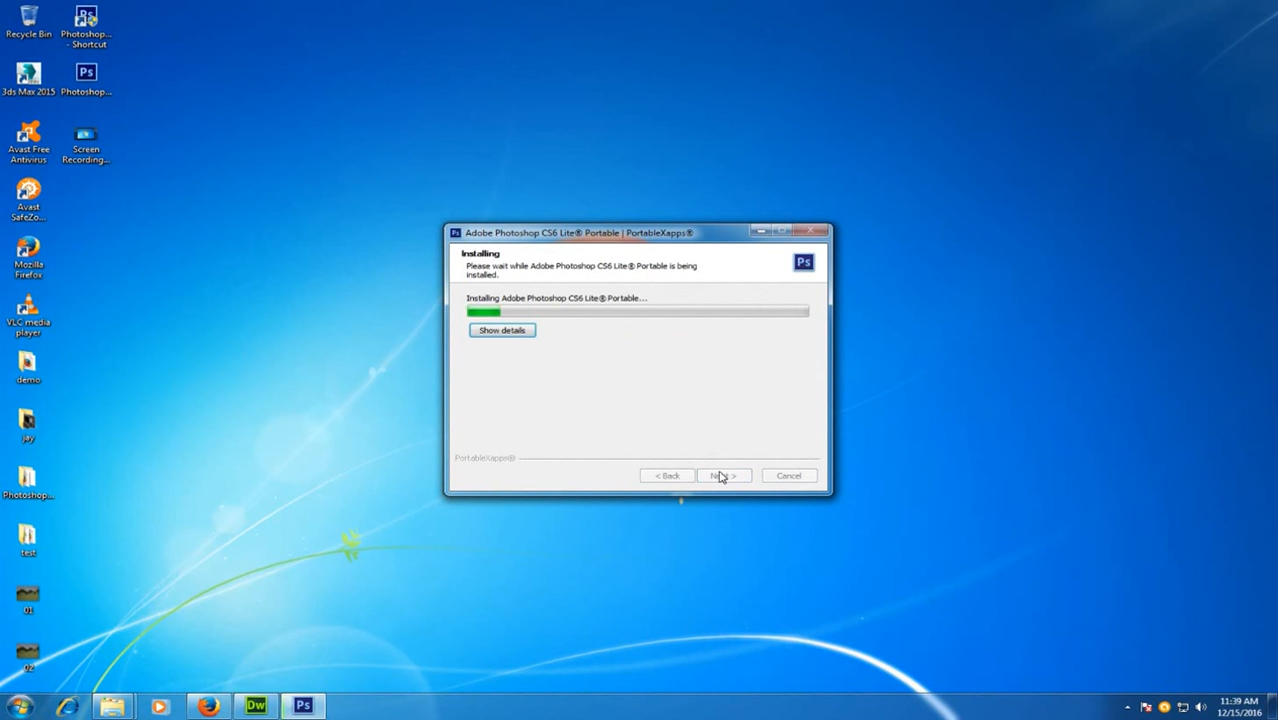 Recycle Bin
Photoshop...
- Shortcut
3ds Max 2015
Photoshop...
Avast Free
Antivirus
Screen
Recording...
Avast
SafeZo...
Mozilla
Firefox
VLC media
player
demo
jay
Photoshop...
test
01
02
Ps Adobe Photoshop CS6 Lite® Portable | PortableXapps®
Installing
Please wait while Adobe Photoshop CS6 Lite® Portable is being
installed.
Ps
Installing Adobe Photoshop CS6 Lite® Portable...
Show details
PortableXapps®
< Back
Next >
Cancel
Dw
Ps
11:39 AM
12/15/2016